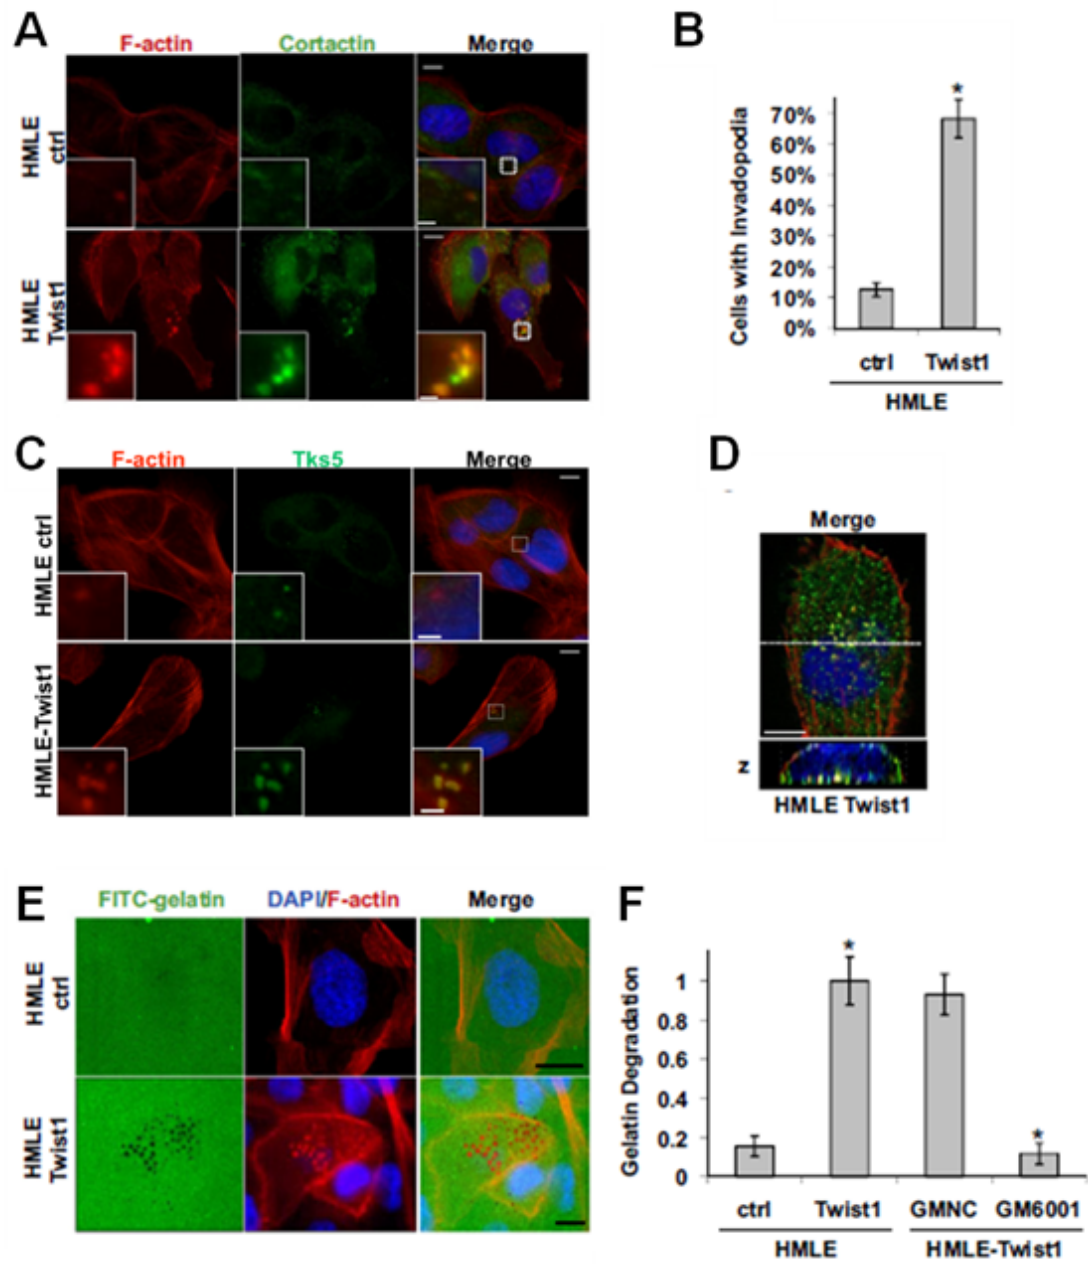 A
F-actin
Cortactin
Merge
HMLE
ctrl
HMLE
Twist1
B
Cells with Invadopodia
70%
60%
50%
40%
30%
20%
10%
0%
*
ctrl
Twist1
HMLE
C
F-actin
Tks5
Merge
HMLE ctrl
HMLE-Twist1
D
Merge
z
HMLE Twist1
E
FITC-gelatin
DAPI/F-actin
Merge
HMLE
ctrl
HMLE
Twist1
F
Gelatin Degradation
1
0.8
0.6
0.4
0.2
0
*
*
ctrl
Twist1
GMNC
GM6001
HMLE
HMLE-Twist1